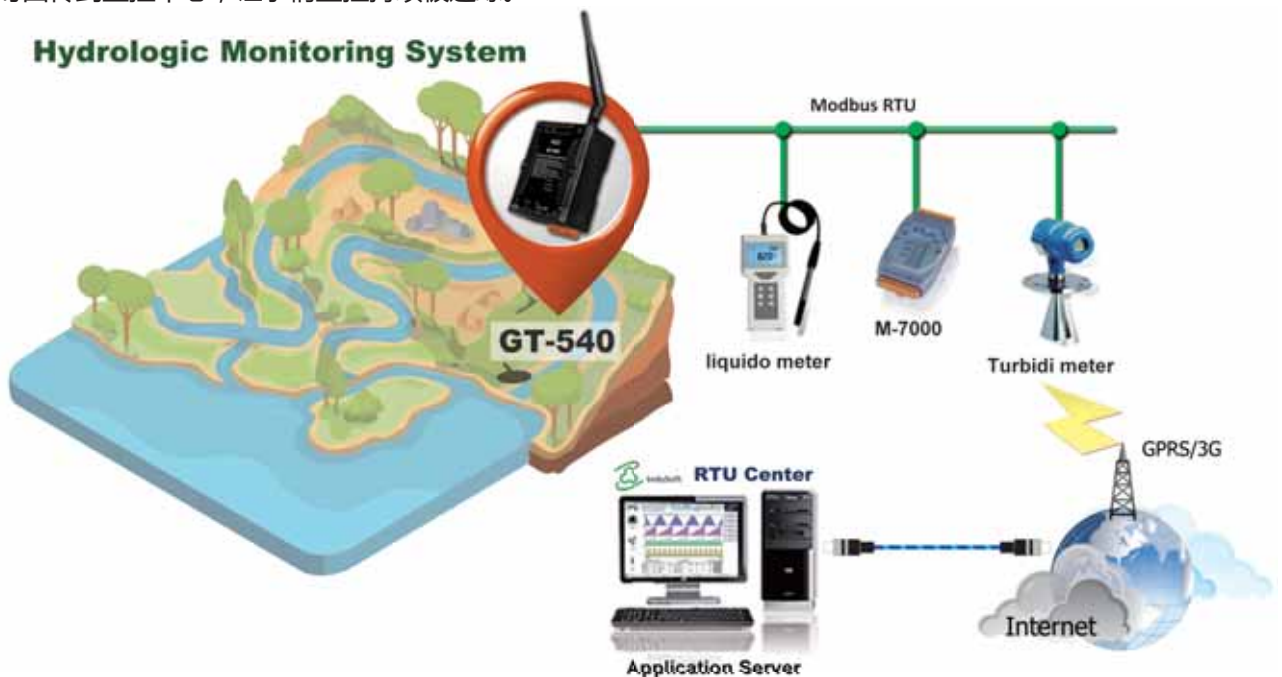 Hydrologic Monitoring System
Modbus RTU
GT-540
liquido meter
M-7000
Turbidi meter
GPRS/3G
RTU Center
Internet
Application Server